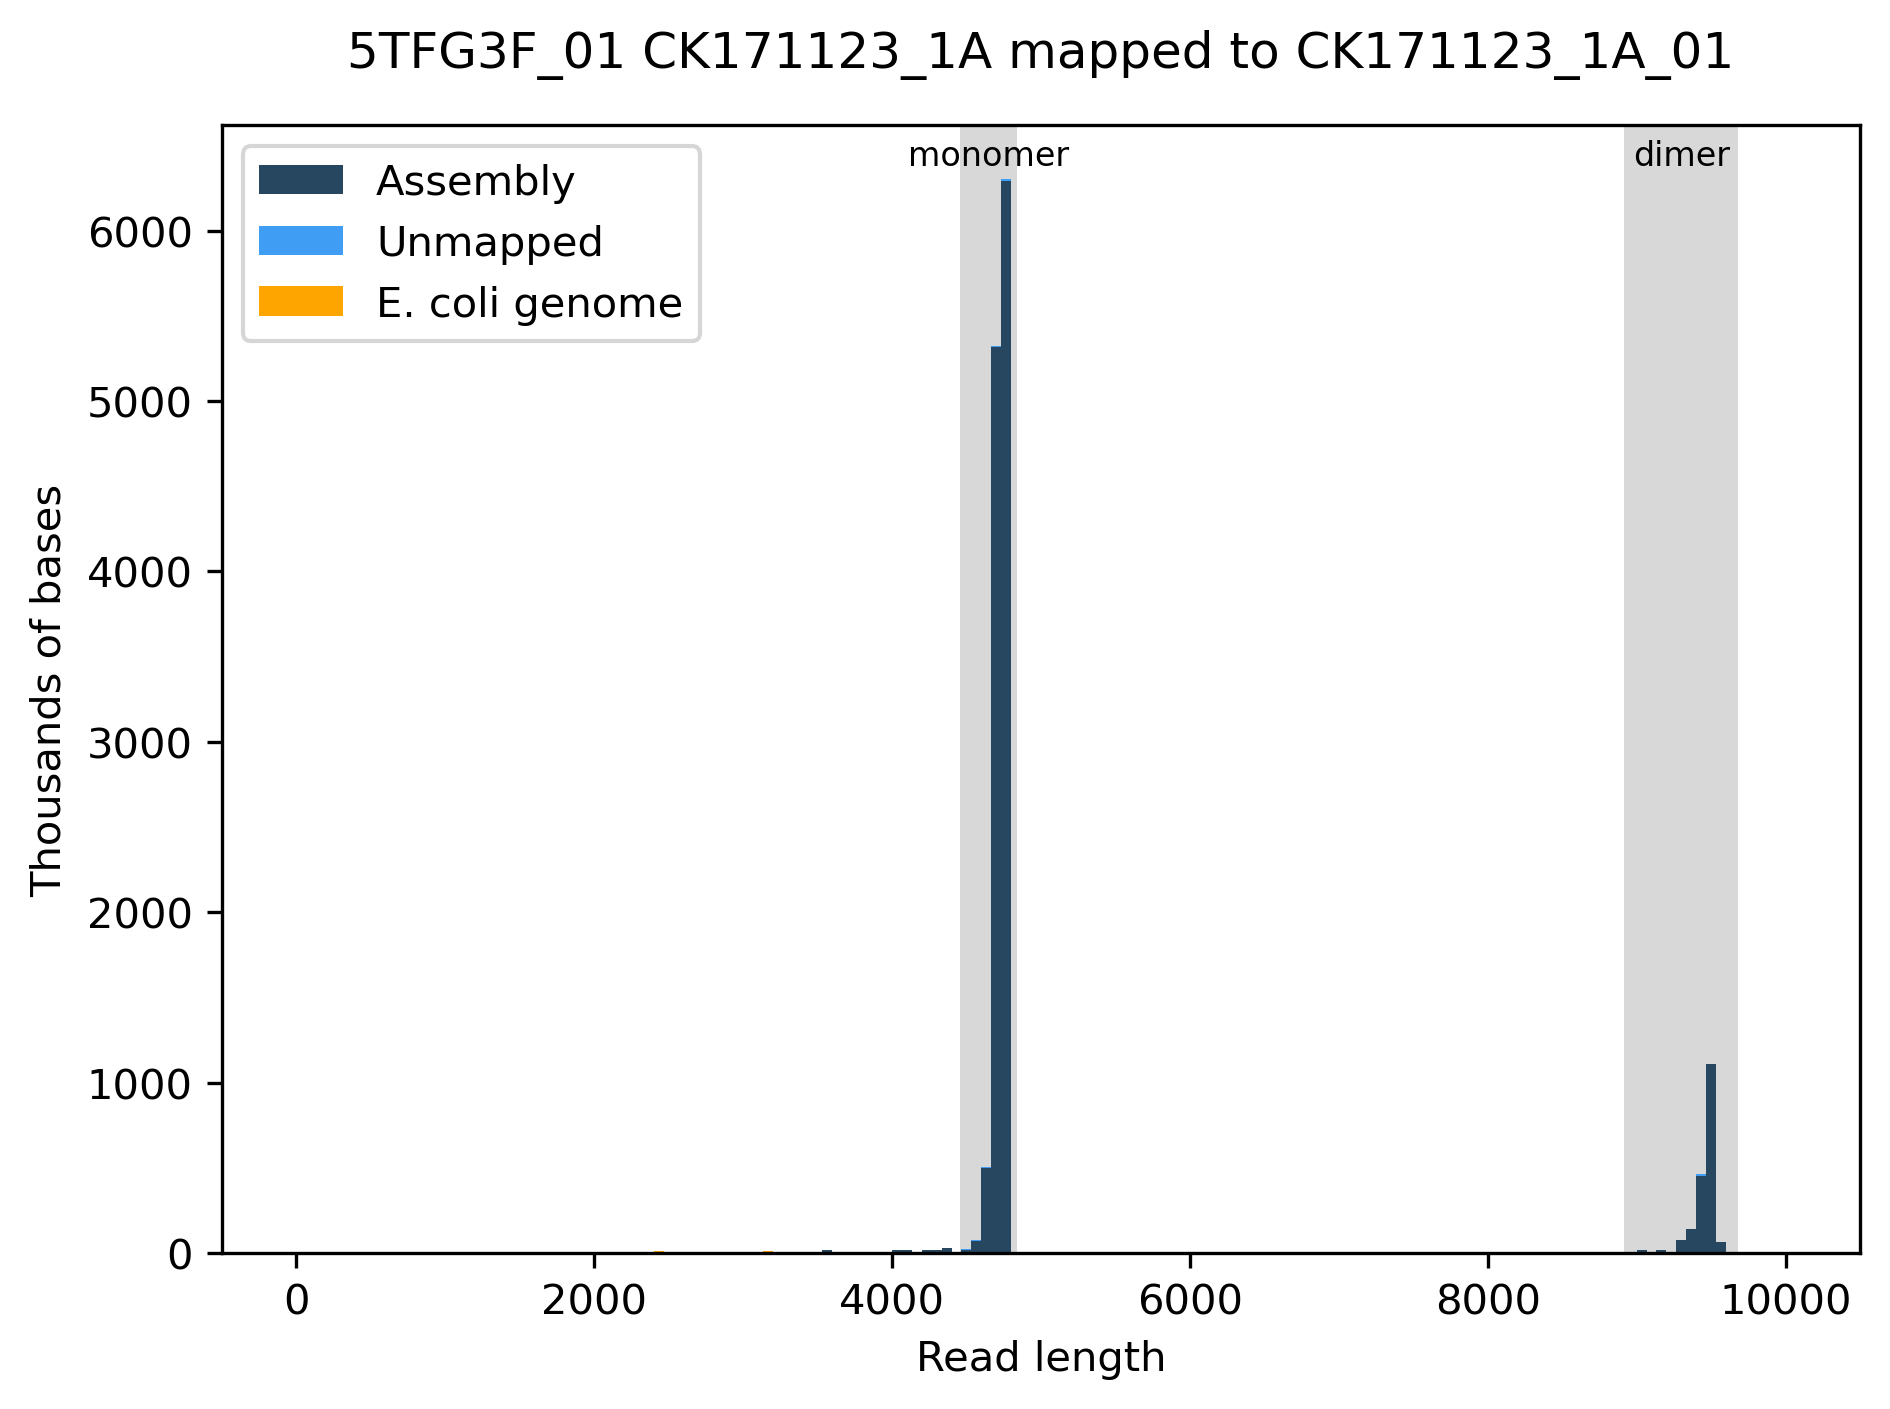 5TFG3F_01 CK171123_1A mapped to CK171123_1A_01
monomer
dimer
Assembly
Unmapped
E. coli genome
6000
5000
4000
3000
2000
1000
0
Thousands of bases
0 2000 4000 6000 8000 10000
Read length